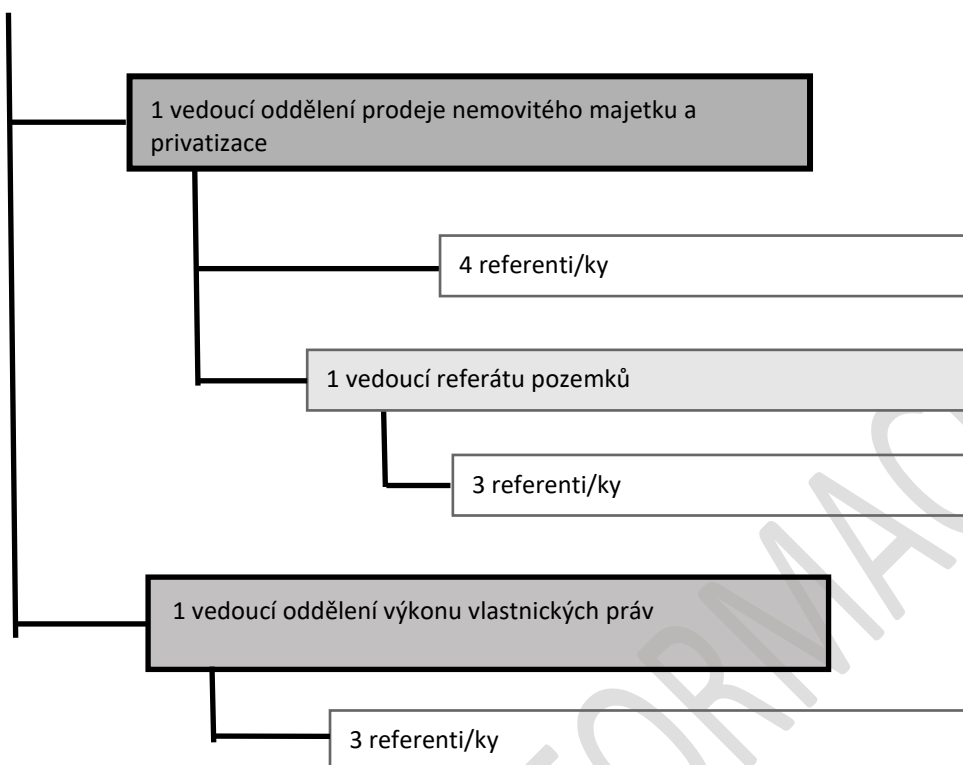 1 vedoucí oddělení prodeje nemovitého majetku a
privatizace
4 referenti/ky
1 vedoucí referátu pozemků
3 referenti/ky
1 vedoucí oddělení výkonu vlastnických práv
3 referenti/ky